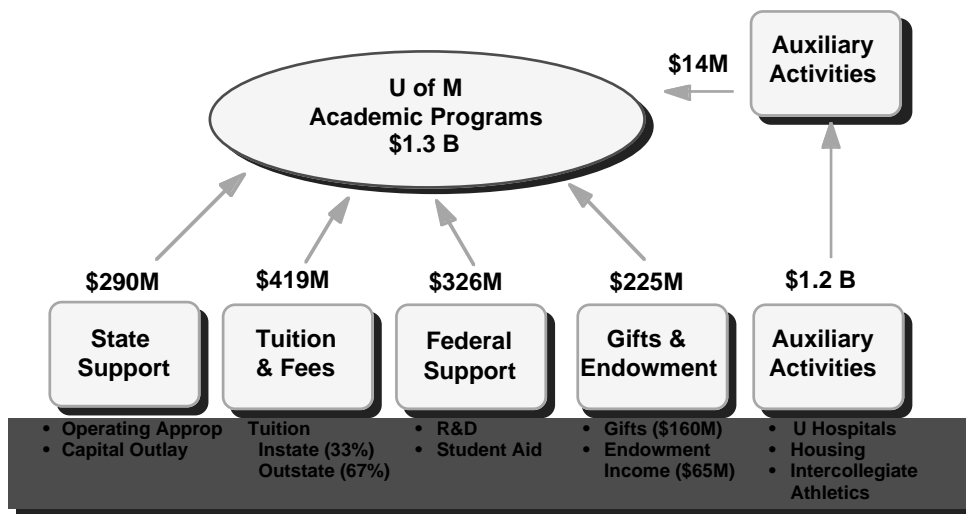 U of M
Academic Programs
$1.3 B
$14M
Auxiliary
Activities
$290M
$419M
$326M
$225M
$1.2 B
State
Support
Tuition
& Fees
Federal
Support
Gifts &
Endowment
Auxiliary
Activities
• Operating Approp
• Capital Outlay
Tuition
Instate (33%)
Outstate (67%)
• R&D
• Student Aid
• Gifts ($160M)
• Endowment
Income ($65M)
• U Hospitals
• Housing
• Intercollegiate
Athletics